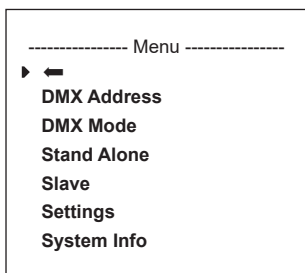 ---------------- Menu ----------------
DMX Address
DMX Mode
Stand Alone
Slave
Settings
System Info